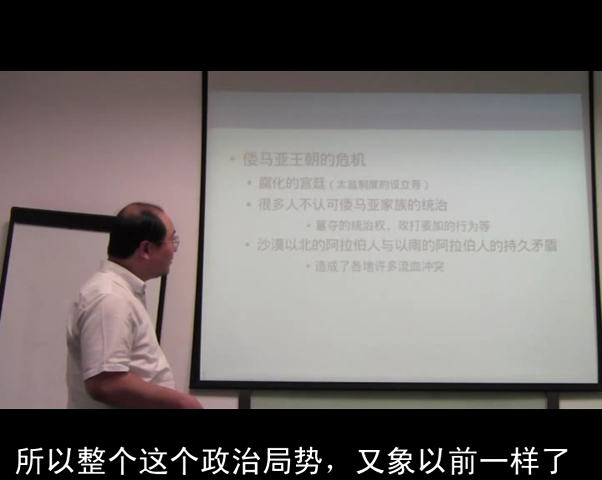 • 倭马亚王朝的危机
• 腐化的宫廷（太监制度的设立等）
• 很多人不认可倭马亚家族的统治
• 篡夺的统治权，攻打麦加的行为等
• 沙漠以北的阿拉伯人与以南的阿拉伯人的持久矛盾
• 造成了各地许多流血冲突
所以整个这个政治局势，又象以前一样了